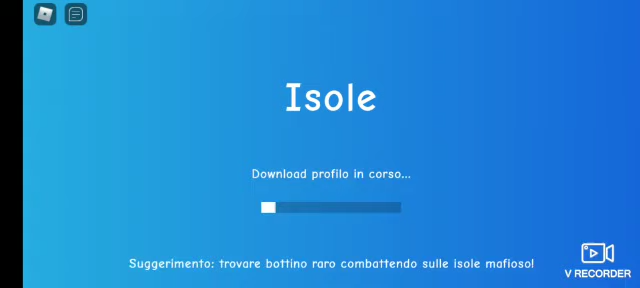 Isole
Download profilo in corso...
Suggerimento: trovare bottino raro combattendo sulle isole mafioso!
V RECORDER